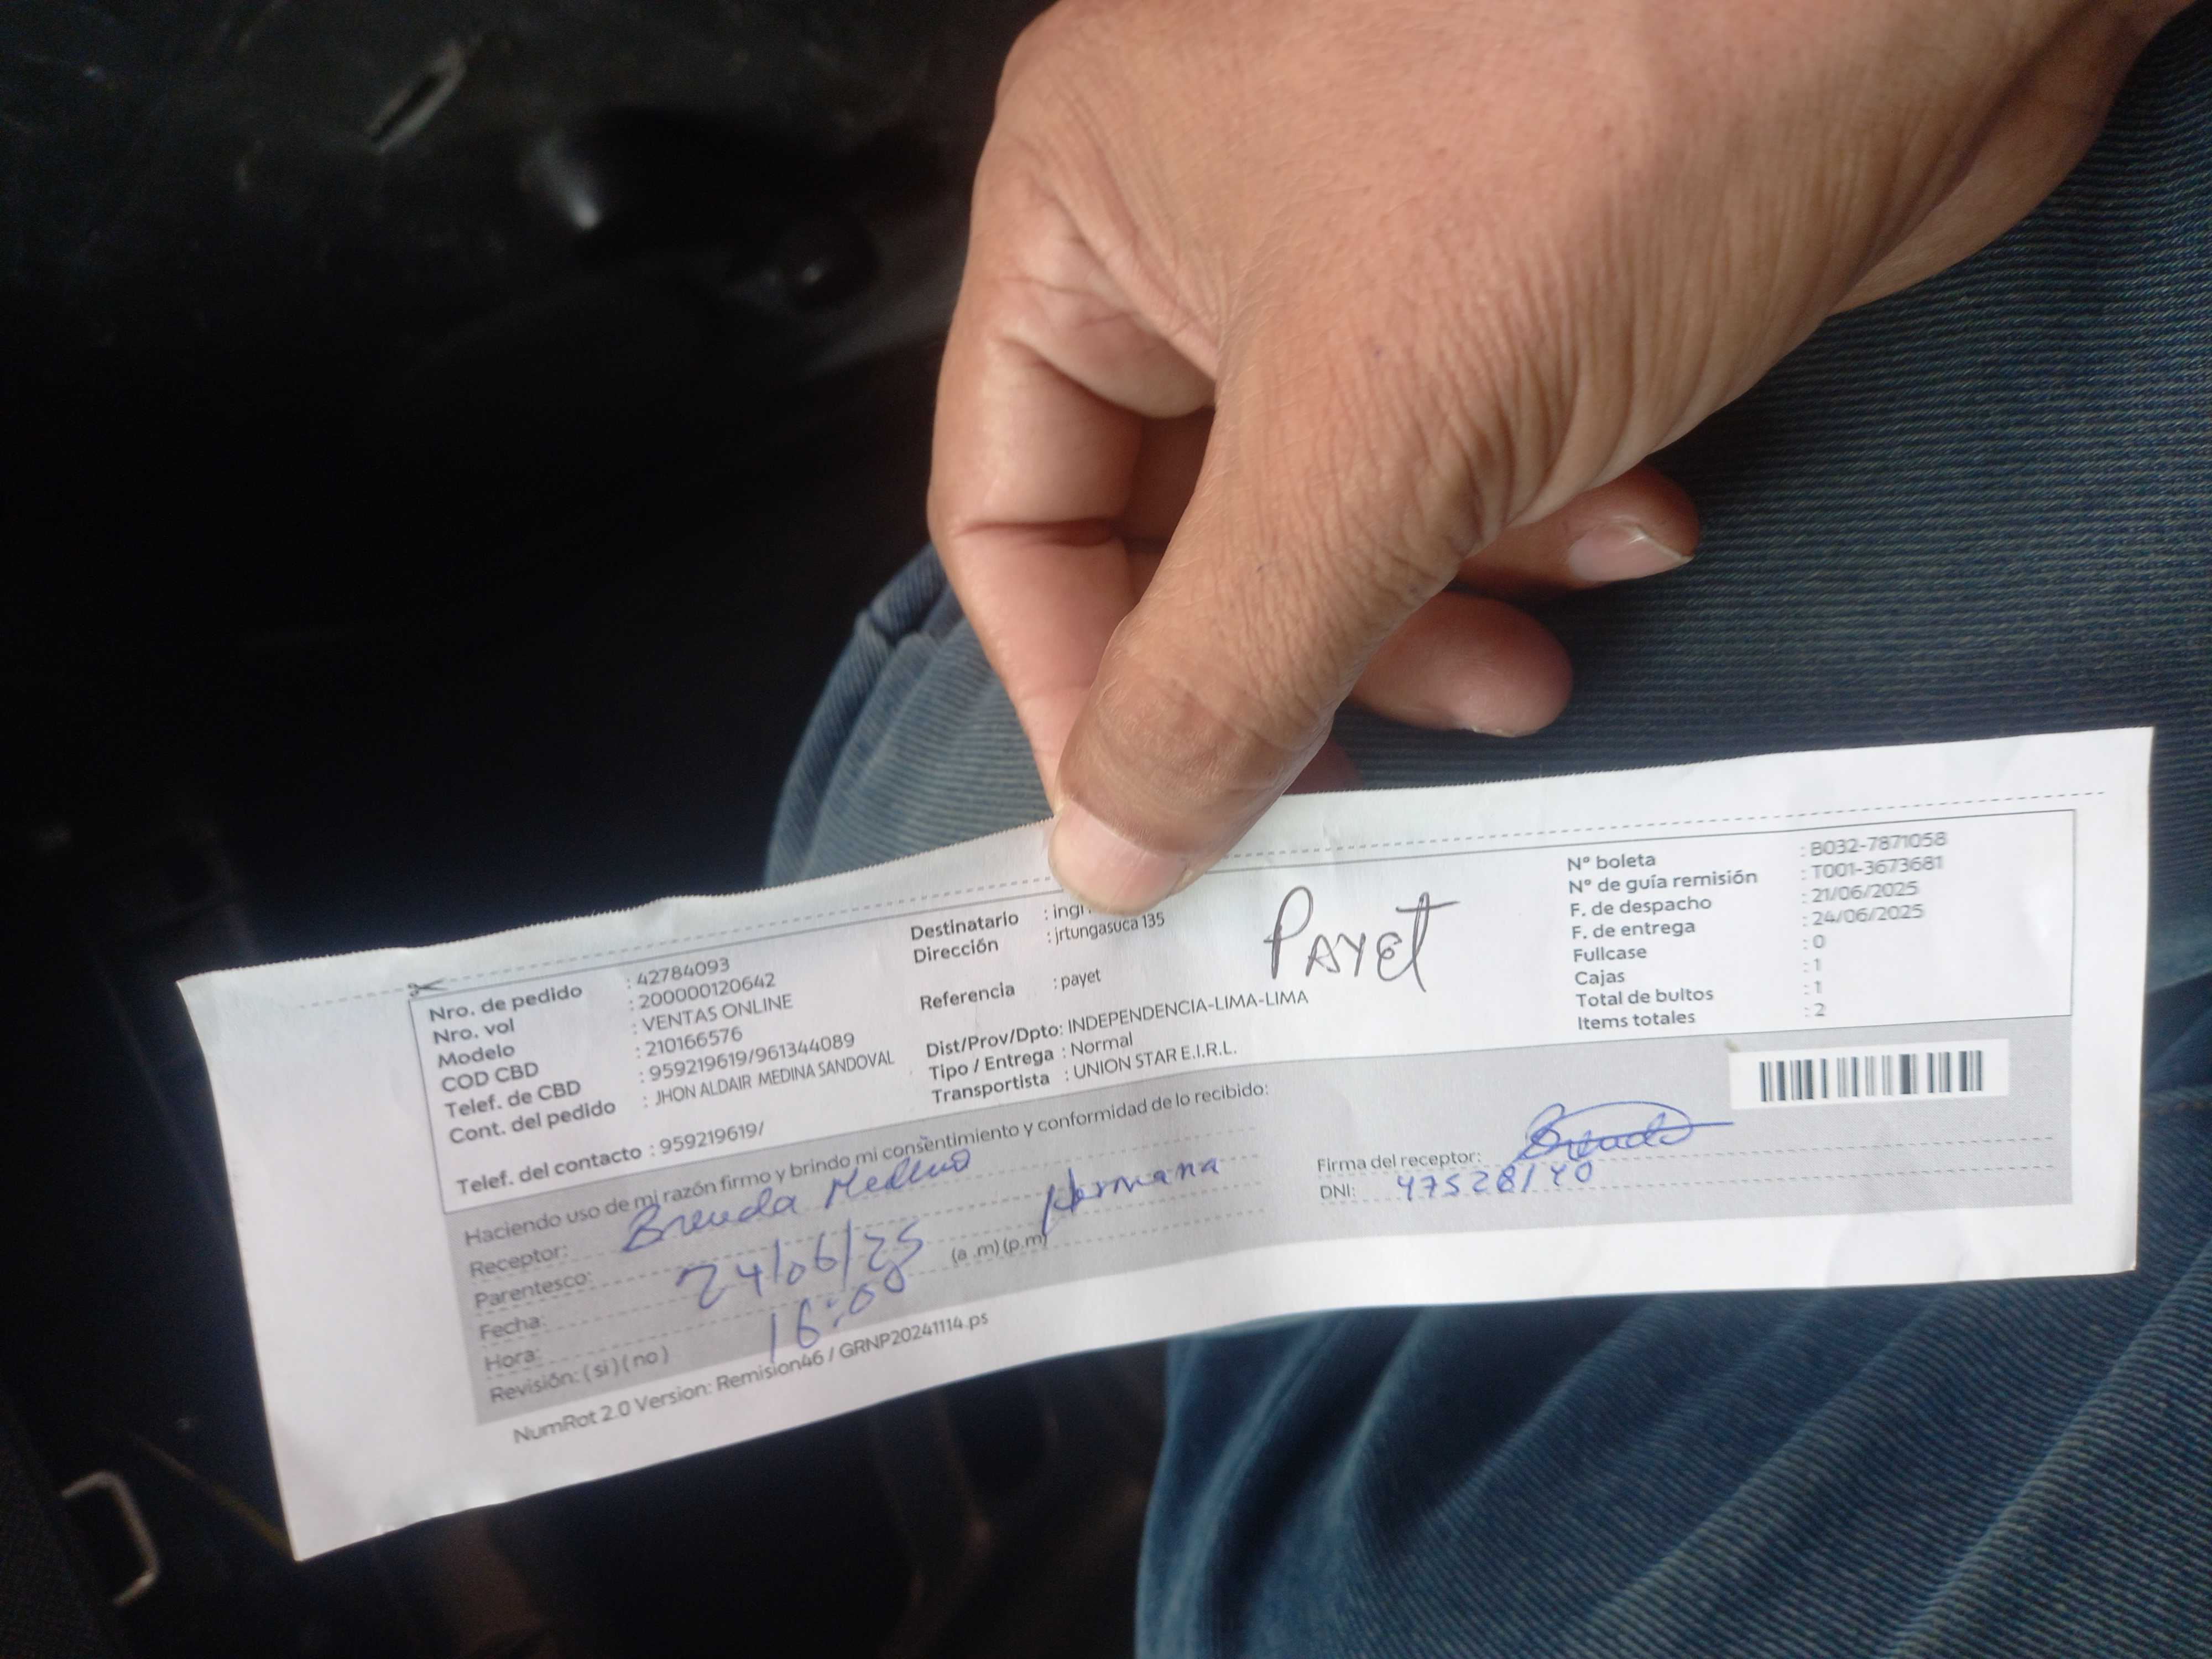 Nro. de pedido : 42784093
Nro. vol : 200000120642
Modelo : VENTAS ONLINE
COD CBD : 210166576
Telef. de CBD : 959219619/961344089
Cont. del pedido : JHON ALDAIR MEDINA SANDOVAL
Telef. del contacto : 959219619/
Destinatario :
Dirección : jrtungasuca 135
Referencia : payet
PAYET
Dist/Prov/Dpto: INDEPENDENCIA-LIMA-LIMA
Tipo / Entrega : Normal
Transportista : UNION STAR E.I.R.L.
N° boleta : B032-7871058
N° de guía remisión : T001-3673681
F. de despacho : 21/06/2025
F. de entrega : 24/06/2025
Fullcase : 0
Cajas : 1
Total de bultos : 1
Items totales : 2
Haciendo uso de mi razón firmo y brindo mi consentimiento y conformidad de lo recibido:
Receptor: Brenda Medina
Parentesco: Hermana
Fecha: 24/06/25
Hora: 16:00 (a .m) (p.m)
Revisión: ( si ) ( no )
Firma del receptor: Brenda
DNI: 47528140
NumRot 2.0 Version: Remision46 / GRNP20241114.ps